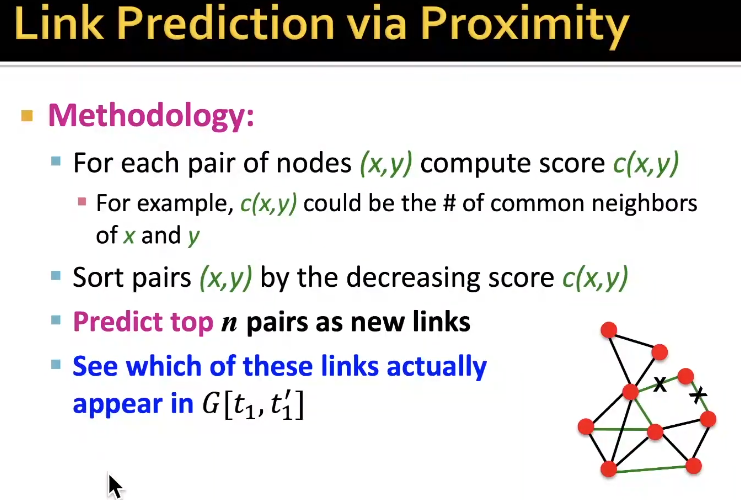 Link Prediction via Proximity
Methodology:
For each pair of nodes (x,y) compute score c(x,y)
For example, c(x,y) could be the # of common neighbors
of x and y
Sort pairs (x,y) by the decreasing score c(x,y)
Predict top n pairs as new links
See which of these links actually
appear in G[t₁, t₁′]
X
X